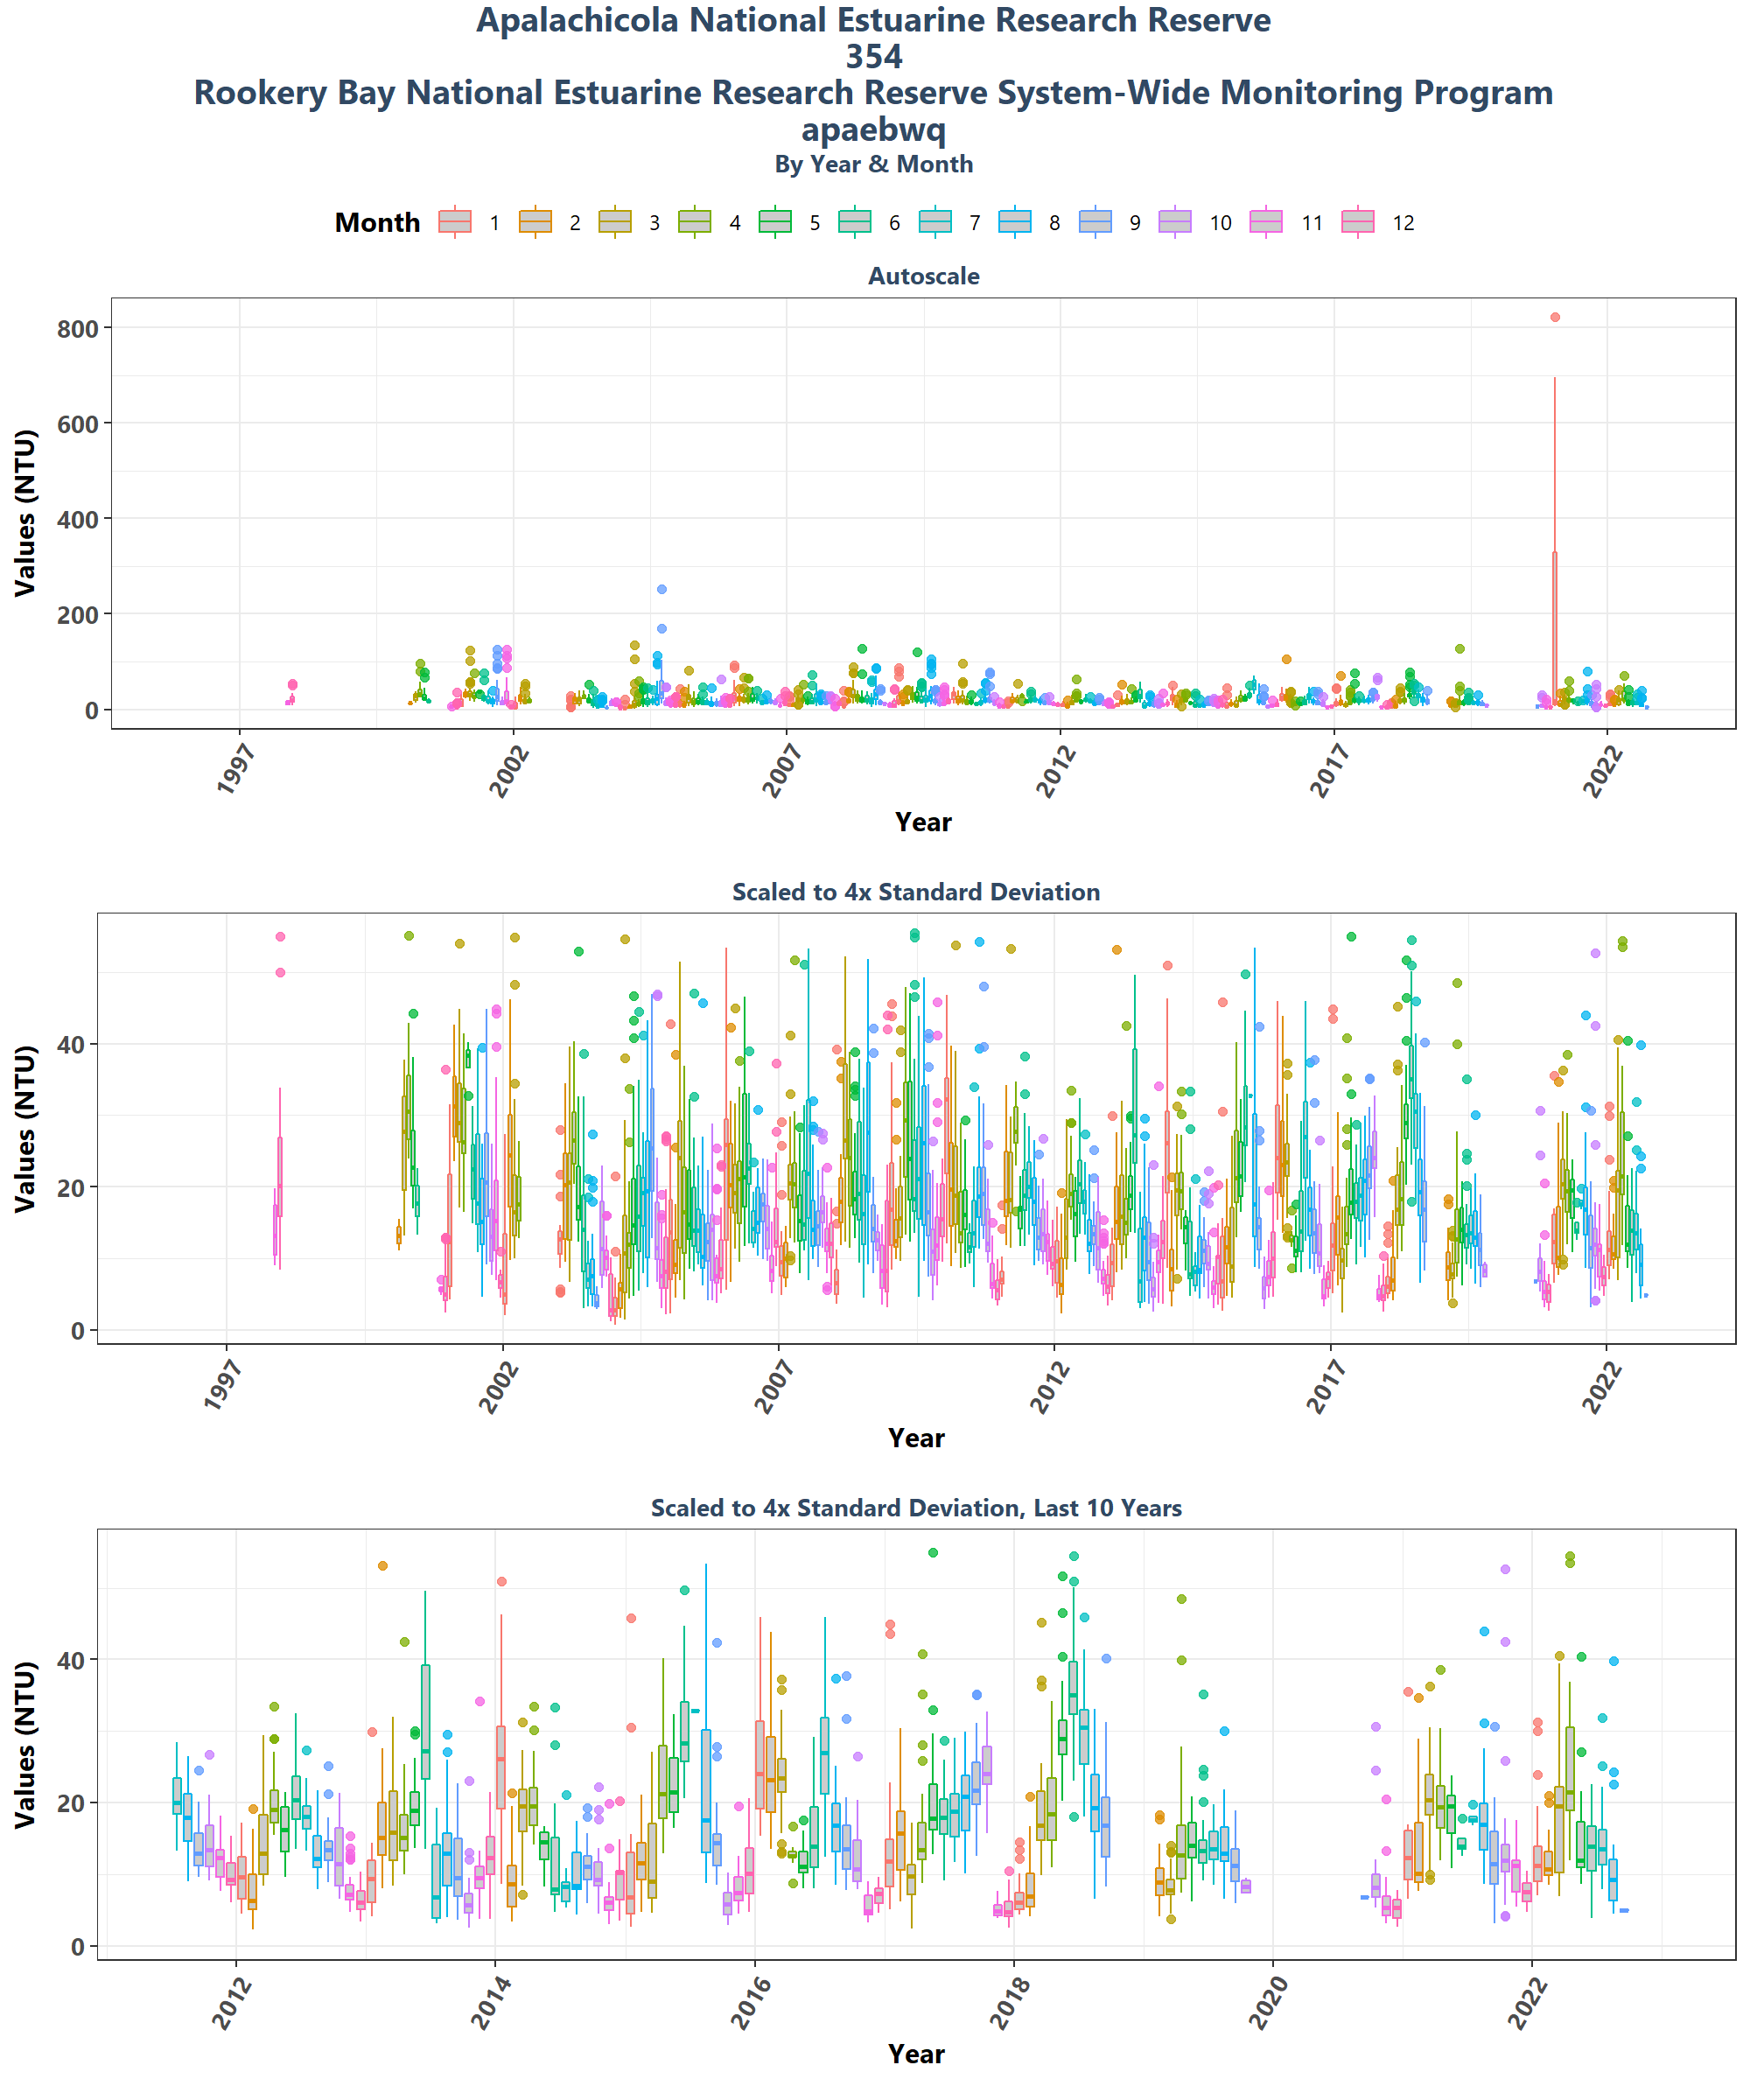 Apalachicola National Estuarine Research Reserve
354
Rookery Bay National Estuarine Research Reserve System-Wide Monitoring Program
apaebwq
By Year & Month
Month 1 2 3 4 5 6 7 8 9 10 11 12
Autoscale
Values (NTU)
800
600
400
200
0
1997 2002 2007 2012 2017 2022
Year
Scaled to 4x Standard Deviation
Values (NTU)
40
20
0
1997 2002 2007 2012 2017 2022
Year
Scaled to 4x Standard Deviation, Last 10 Years
Values (NTU)
40
20
0
2012 2014 2016 2018 2020 2022
Year